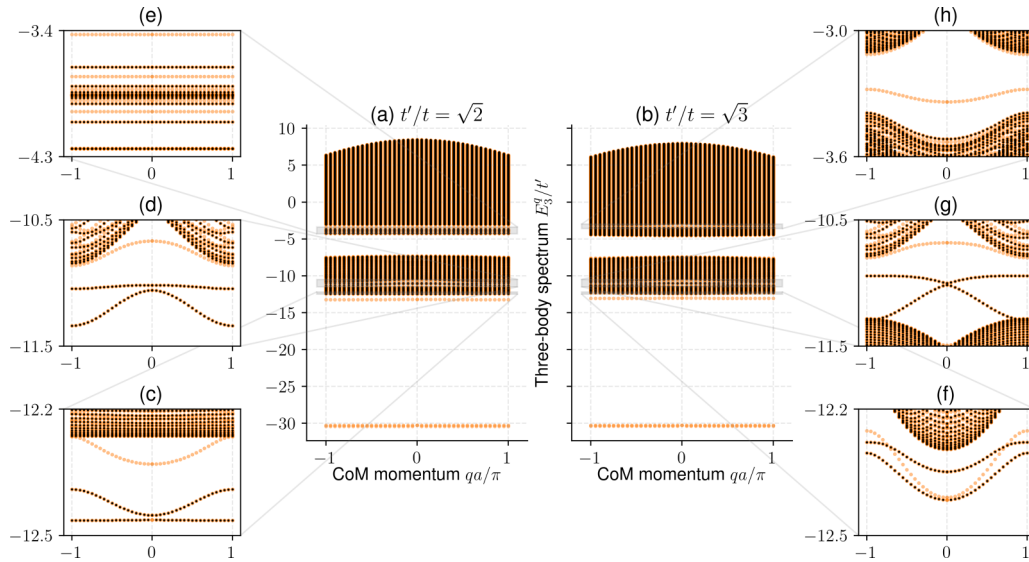 (e)
−3.4
−4.3
−1 0 1
(d)
−10.5
−11.5
−1 0 1
(c)
−12.2
−12.5
−1 0 1
(a) t′/t = √2
10
5
0
−5
−10
−15
−20
−25
−30
−1 0 1
CoM momentum qa/π
(b) t′/t = √3
Three-body spectrum E₃^q/t′
−1 0 1
CoM momentum qa/π
(h)
−3.0
−3.6
−1 0 1
(g)
−10.5
−11.5
−1 0 1
(f)
−12.2
−12.5
−1 0 1